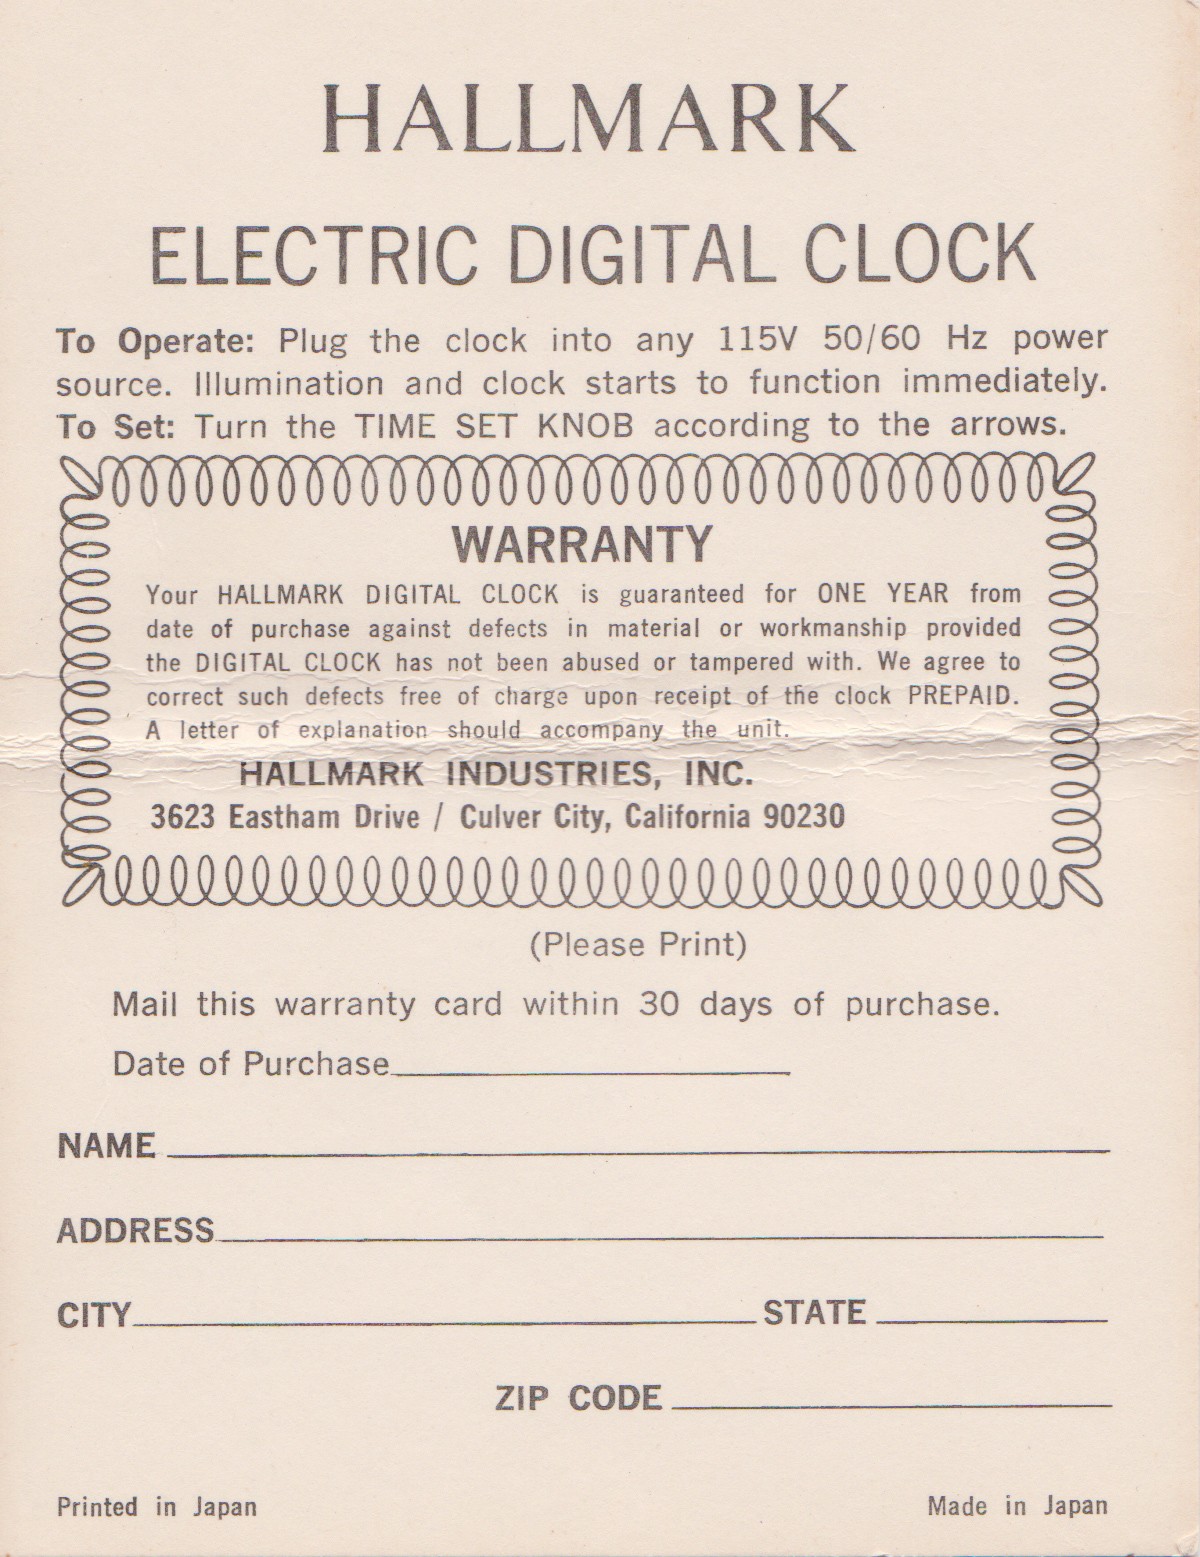 HALLMARK
ELECTRIC DIGITAL CLOCK
To Operate: Plug the clock into any 115V 50/60 Hz power
source. Illumination and clock starts to function immediately.
To Set: Turn the TIME SET KNOB according to the arrows.
WARRANTY
Your HALLMARK DIGITAL CLOCK is guaranteed for ONE YEAR from
date of purchase against defects in material or workmanship provided
the DIGITAL CLOCK has not been abused or tampered with. We agree to
correct such defects free of charge upon receipt of the clock PREPAID.
A letter of explanation should accompany the unit.
HALLMARK INDUSTRIES, INC.
3623 Eastham Drive / Culver City, California 90230
(Please Print)
Mail this warranty card within 30 days of purchase.
Date of Purchase
NAME
ADDRESS
CITY STATE
ZIP CODE
Printed in Japan Made in Japan